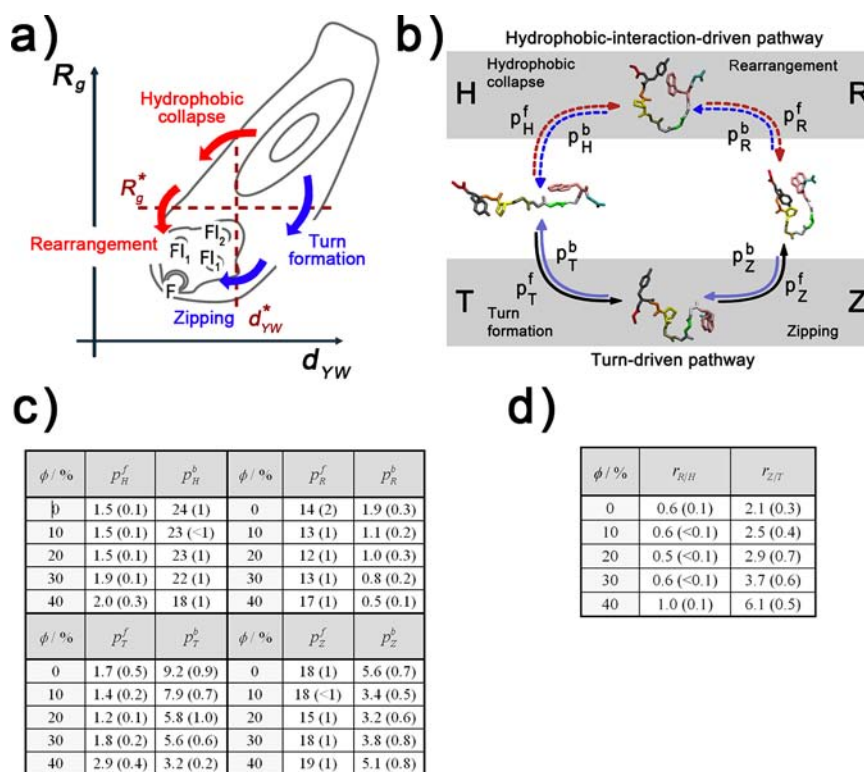 a)
R_g
Hydrophobic
collapse
R_g^*
Rearrangement
FI_2
FI_1
FI_1
F
Turn
formation
Zipping
d_YW^*
d_YW
b)
Hydrophobic-interaction-driven pathway
Hydrophobic
collapse
Rearrangement
H
R
p_H^f
p_H^b
p_R^b
p_R^f
p_T^b
p_T^f
p_Z^b
p_Z^f
T
Z
Turn
formation
Zipping
Turn-driven pathway
c)
ϕ / % p_H^f p_H^b ϕ / % p_R^f p_R^b
0 1.5 (0.1) 24 (1) 0 14 (2) 1.9 (0.3)
10 1.5 (0.1) 23 (<1) 10 13 (1) 1.1 (0.2)
20 1.5 (0.1) 23 (1) 20 12 (1) 1.0 (0.3)
30 1.9 (0.1) 22 (1) 30 13 (1) 0.8 (0.2)
40 2.0 (0.3) 18 (1) 40 17 (1) 0.5 (0.1)
ϕ / % p_T^f p_T^b ϕ / % p_Z^f p_Z^b
0 1.7 (0.5) 9.2 (0.9) 0 18 (1) 5.6 (0.7)
10 1.4 (0.2) 7.9 (0.7) 10 18 (<1) 3.4 (0.5)
20 1.2 (0.1) 5.8 (1.0) 20 15 (1) 3.2 (0.6)
30 1.8 (0.2) 5.6 (0.6) 30 18 (1) 3.8 (0.8)
40 2.9 (0.4) 3.2 (0.2) 40 19 (1) 5.1 (0.8)
d)
ϕ / % r_R/H r_Z/T
0 0.6 (0.1) 2.1 (0.3)
10 0.6 (<0.1) 2.5 (0.4)
20 0.5 (<0.1) 2.9 (0.7)
30 0.6 (<0.1) 3.7 (0.6)
40 1.0 (0.1) 6.1 (0.5)